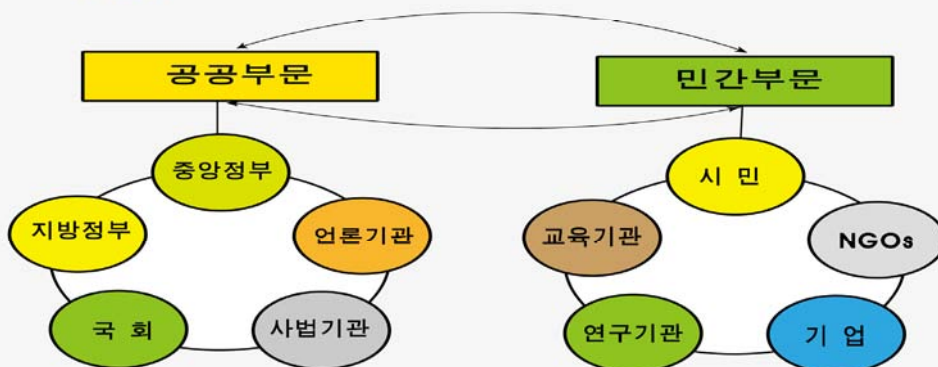 공공부문
민간부문
중앙정부
지방정부
언론기관
국 회
사법기관
시 민
교육기관
NGOs
연구기관
기 업